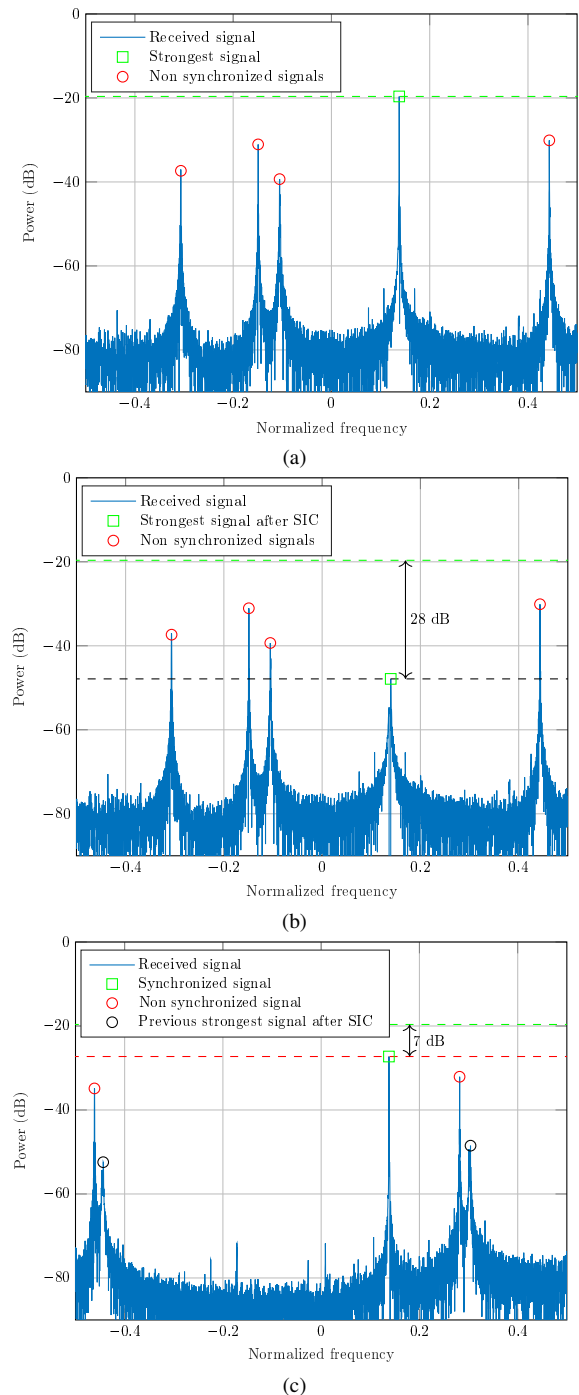 0
−20
−40
−60
−80
Power (dB)
Received signal
Strongest signal
Non synchronized signals
−0.4 −0.2 0 0.2 0.4
Normalized frequency
(a)
0
−20
−40
−60
−80
Power (dB)
Received signal
Strongest signal after SIC
Non synchronized signals
28 dB
−0.4 −0.2 0 0.2 0.4
Normalized frequency
(b)
0
−20
−40
−60
−80
Power (dB)
Received signal
Synchronized signal
Non synchronized signal
Previous strongest signal after SIC
7 dB
−0.4 −0.2 0 0.2 0.4
Normalized frequency
(c)